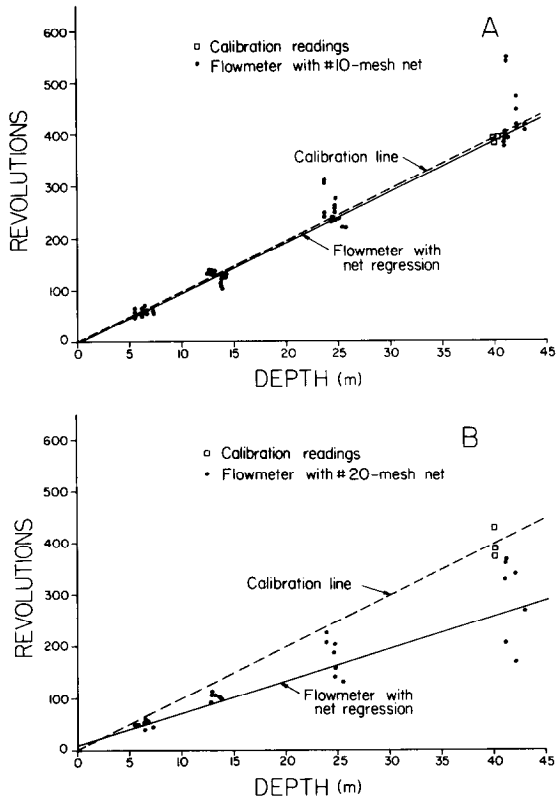 A
600
500
400
300
200
100
0
REVOLUTIONS
Calibration readings
Flowmeter with #10-mesh net
Calibration line
Flowmeter with
net regression
0 5 10 15 20 25 30 35 40 45
DEPTH (m)
B
600
500
400
300
200
100
0
REVOLUTIONS
Calibration readings
Flowmeter with #20-mesh net
Calibration line
Flowmeter with
net regression
0 5 10 15 20 25 30 35 40 45
DEPTH (m)